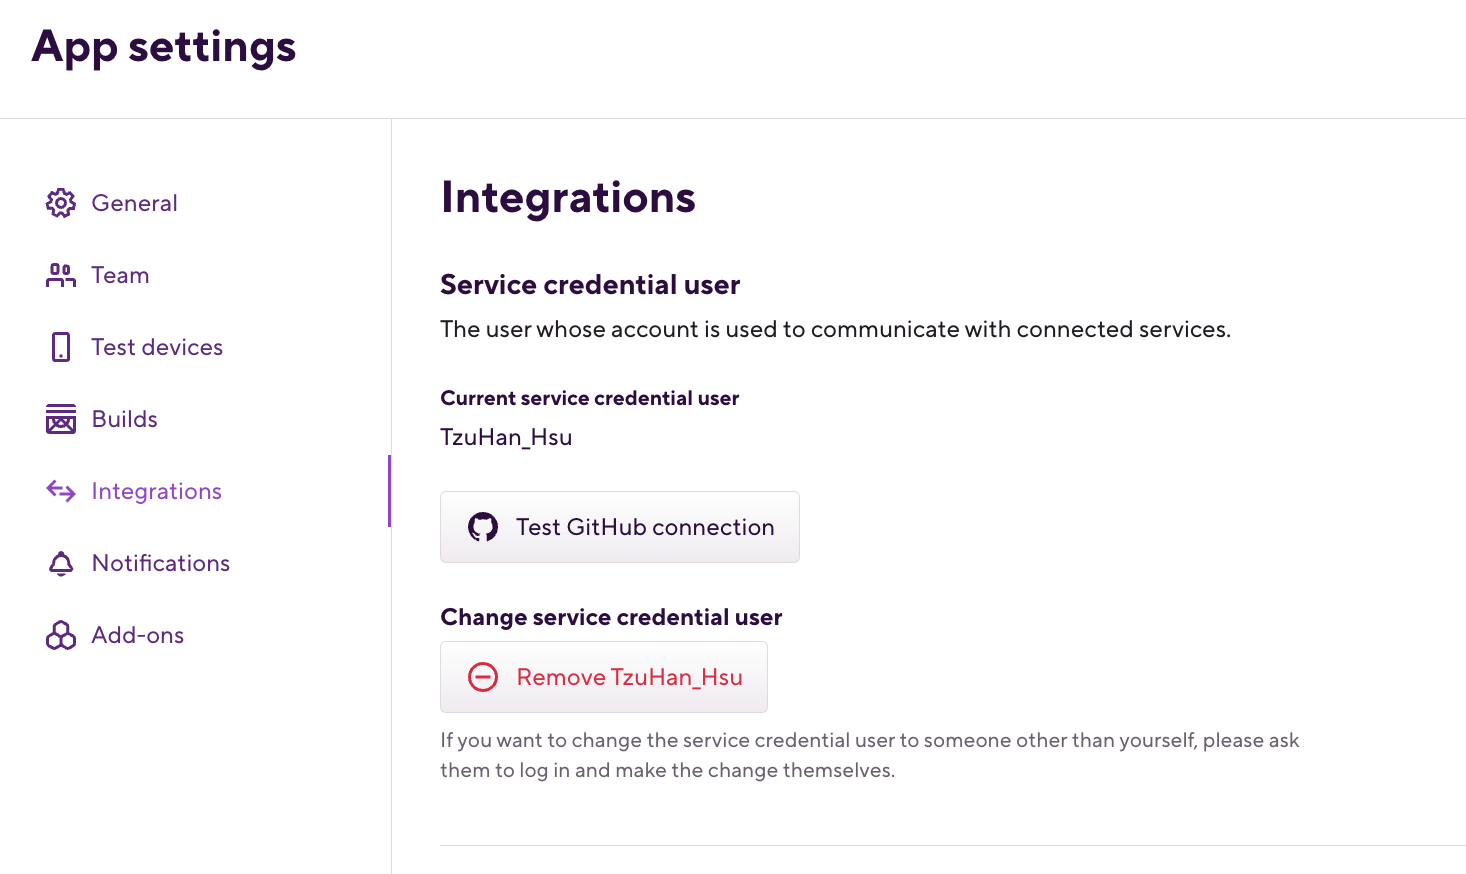 App settings
General
Team
Test devices
Builds
Integrations
Notifications
Add-ons
Integrations
Service credential user
The user whose account is used to communicate with connected services.
Current service credential user
TzuHan_Hsu
Test GitHub connection
Change service credential user
Remove TzuHan_Hsu
If you want to change the service credential user to someone other than yourself, please ask
them to log in and make the change themselves.